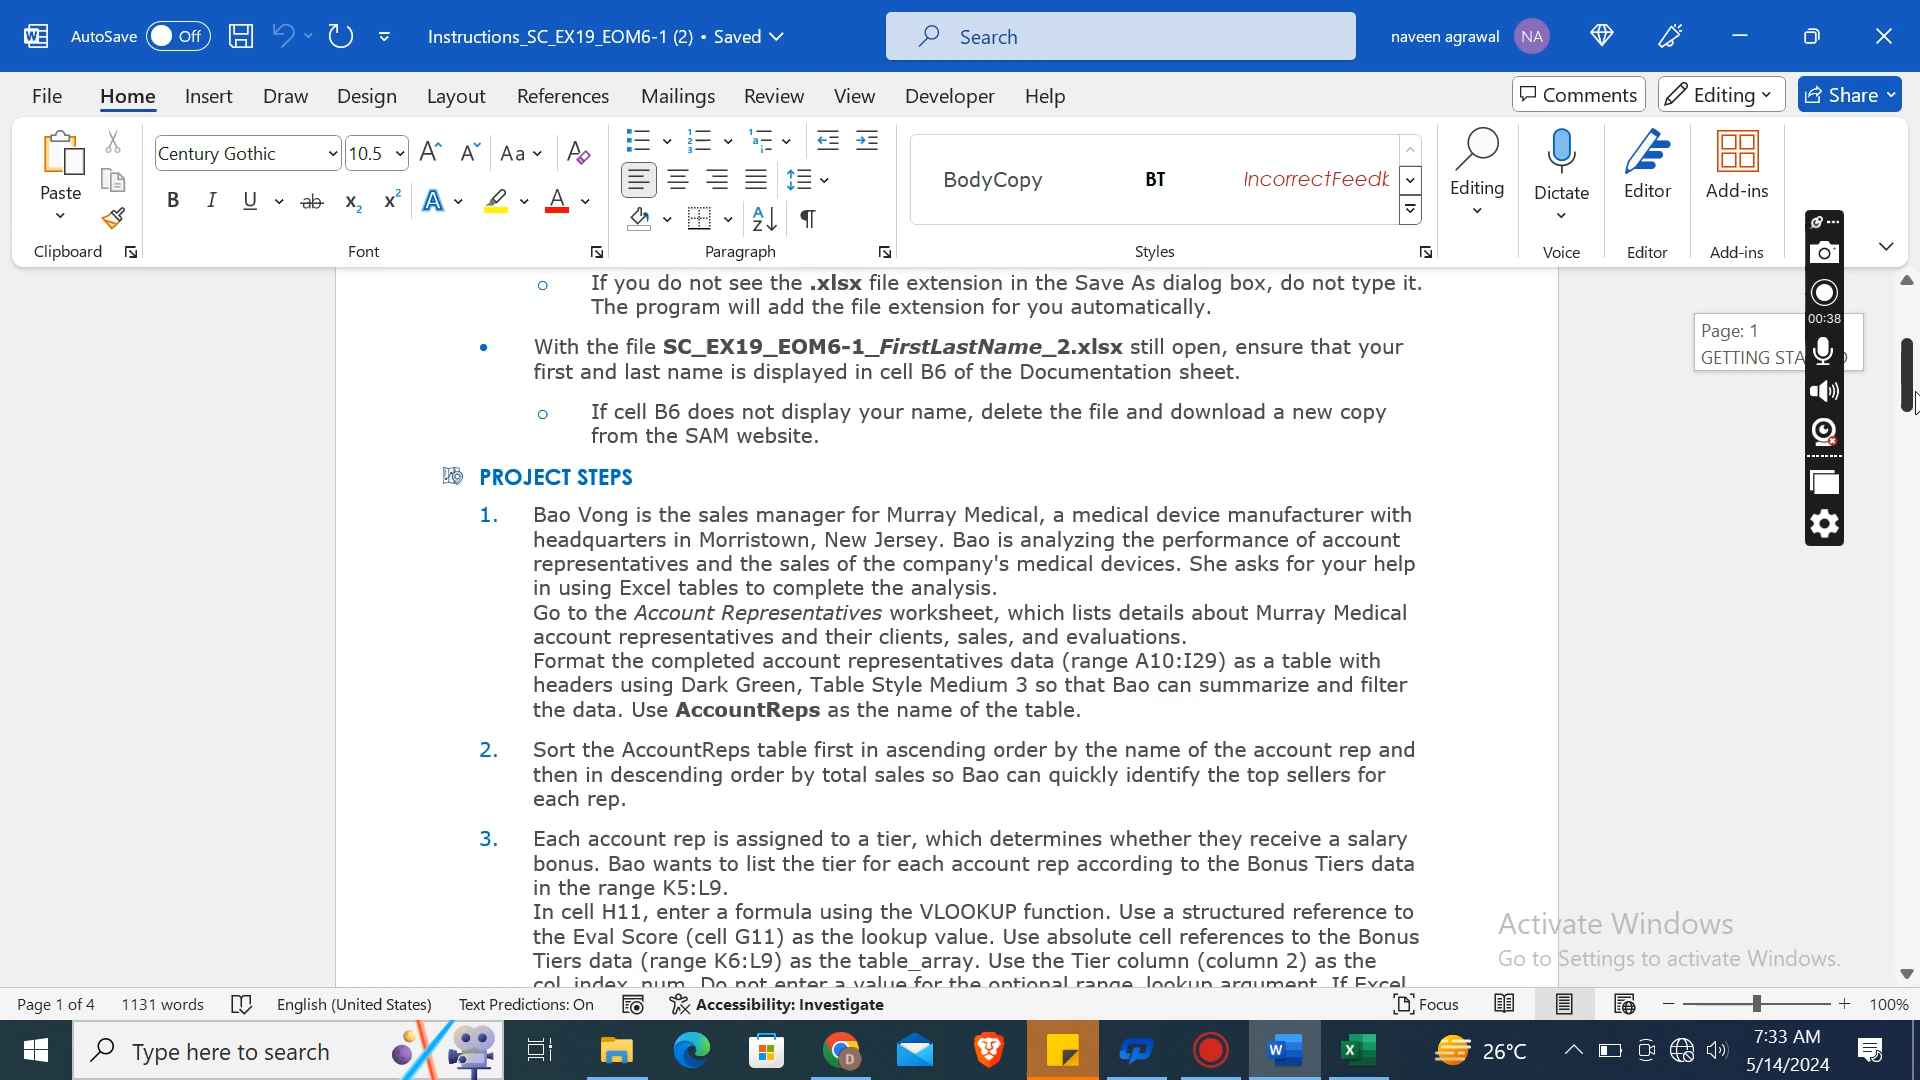 AutoSave Off Instructions_SC_EX19_EOM6-1 (2) • Saved Search naveen agrawal NA
File Home Insert Draw Design Layout References Mailings Review View Developer Help Comments Editing Share
Paste Century Gothic 10.5 BodyCopy BT Editing Dictate Editor Add-ins
Clipboard Font Paragraph Styles Voice Editor Add-ins
If you do not see the .xlsx file extension in the Save As dialog box, do not type it.
The program will add the file extension for you automatically.
00:38
Page: 1
With the file SC_EX19_EOM6-1_FirstLastName_2.xlsx still open, ensure that your
GETTING STA
first and last name is displayed in cell B6 of the Documentation sheet.
If cell B6 does not display your name, delete the file and download a new copy
from the SAM website.
PROJECT STEPS
1. Bao Vong is the sales manager for Murray Medical, a medical device manufacturer with
headquarters in Morristown, New Jersey. Bao is analyzing the performance of account
representatives and the sales of the company's medical devices. She asks for your help
in using Excel tables to complete the analysis.
Go to the Account Representatives worksheet, which lists details about Murray Medical
account representatives and their clients, sales, and evaluations.
Format the completed account representatives data (range A10:I29) as a table with
headers using Dark Green, Table Style Medium 3 so that Bao can summarize and filter
the data. Use AccountReps as the name of the table.
2. Sort the AccountReps table first in ascending order by the name of the account rep and
then in descending order by total sales so Bao can quickly identify the top sellers for
each rep.
3. Each account rep is assigned to a tier, which determines whether they receive a salary
bonus. Bao wants to list the tier for each account rep according to the Bonus Tiers data
in the range K5:L9.
In cell H11, enter a formula using the VLOOKUP function. Use a structured reference to
the Eval Score (cell G11) as the lookup value. Use absolute cell references to the Bonus
Tiers data (range K6:L9) as the table_array. Use the Tier column (column 2) as the
col_index_num. Do not enter a value for the optional range_lookup argument. If Excel
Activate Windows
Go to Settings to activate Windows.
Page 1 of 4 1131 words English (United States) Text Predictions: On Accessibility: Investigate Focus 100%
Type here to search 26°C 7:33 AM
5/14/2024